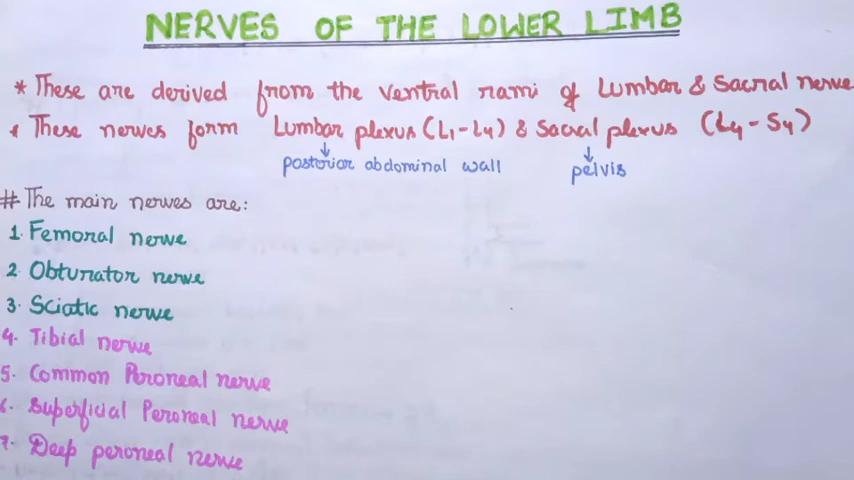 NERVES OF THE LOWER LIMB
* These are derived from the ventral rami of Lumbar & Sacral nerve
* These nerves form Lumbar plexus (L1-L4) & Sacral plexus (L4-S4)
posterior abdominal wall pelvis
# The main nerves are:
1. Femoral nerve
2. Obturator nerve
3. Sciatic nerve
4. Tibial nerve
5. Common Peroneal nerve
6. Superficial Peroneal nerve
7. Deep peroneal nerve